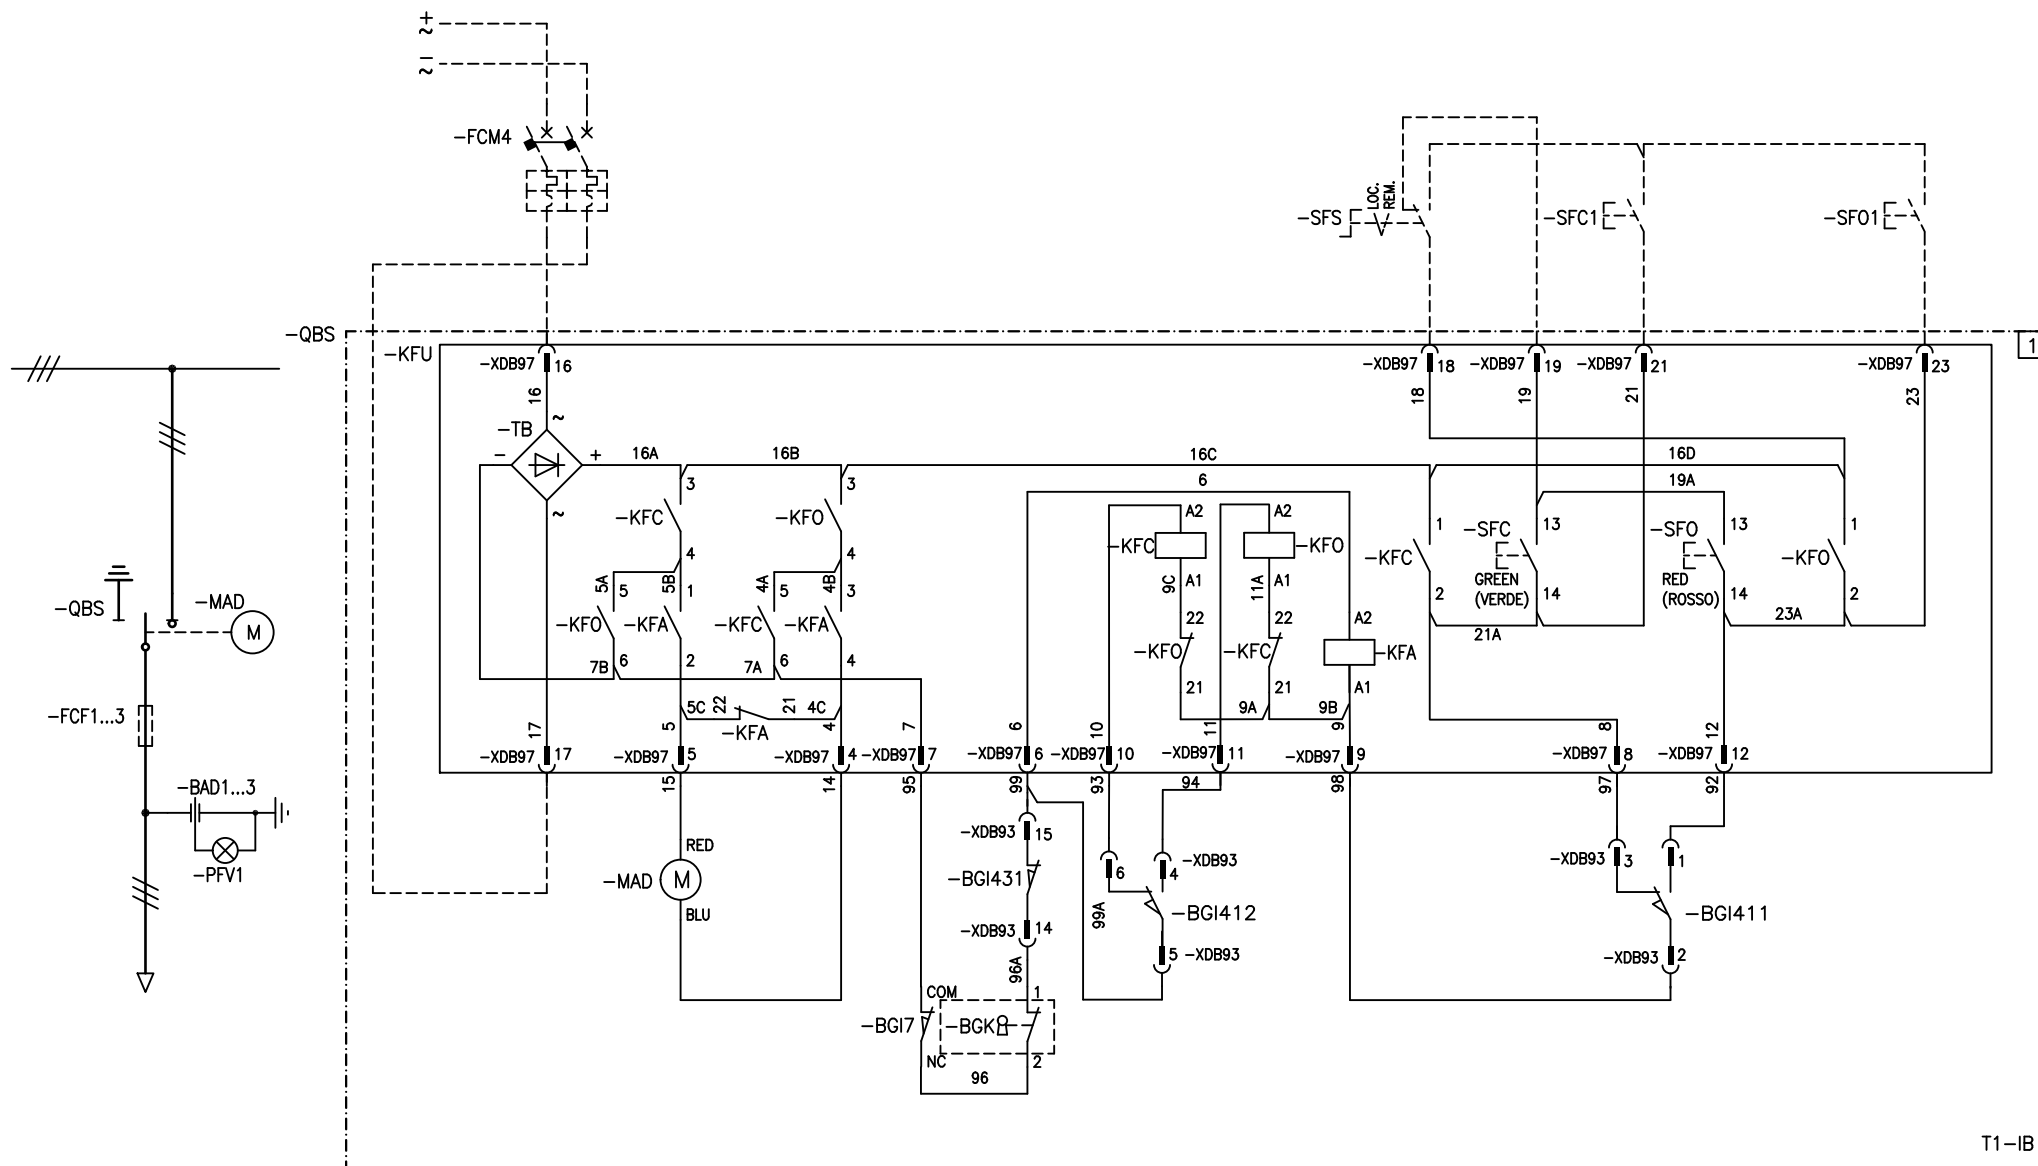 +
~
−
~
-FCM4
LOC.
REM.
-SFS
-SFC1
-SFO1
-QBS
-KFU
1
-XDB97 16
-XDB97 18
-XDB97 19
-XDB97 21
-XDB97 23
16
18
19
21
23
-TB
~
-
+
~
16A
16B
16C
16D
6
19A
3
3
-KFC
-KFO
4
4
A2
A2
-KFC
-KFO
A1
A1
9C
11A
1
-SFC
13
-SFO
13
1
-KFC
-KFO
GREEN
(VERDE)
RED
(ROSSO)
2
14
14
2
21A
23A
5A
5
5B
1
4A
5
4B
3
-KFO
-KFA
-KFC
-KFA
7B
6
2
7A
6
4
22
22
-KFO
-KFC
21
21
A2
-KFA
A1
9A
9B
5C
22
21
4C
-KFA
17
5
4
7
6
10
11
9
8
12
-XDB97 17
-XDB97 5
-XDB97 4
-XDB97 7
-XDB97 6
-XDB97 10
-XDB97 11
-XDB97 9
-XDB97 8
-XDB97 12
15
14
95
99
93
94
98
97
92
-QBS
-MAD
M
-FCF1...3
-BAD1...3
-PFV1
RED
-MAD
M
BLU
-XDB93 15
-BGI431
-XDB93 14
96A
6
-XDB93
4
99A
-BGI412
5 -XDB93
-XDB93 3
1
-BGI411
-XDB93 2
COM
-BGI7
NC
1
-BGK
2
96
T1-IB